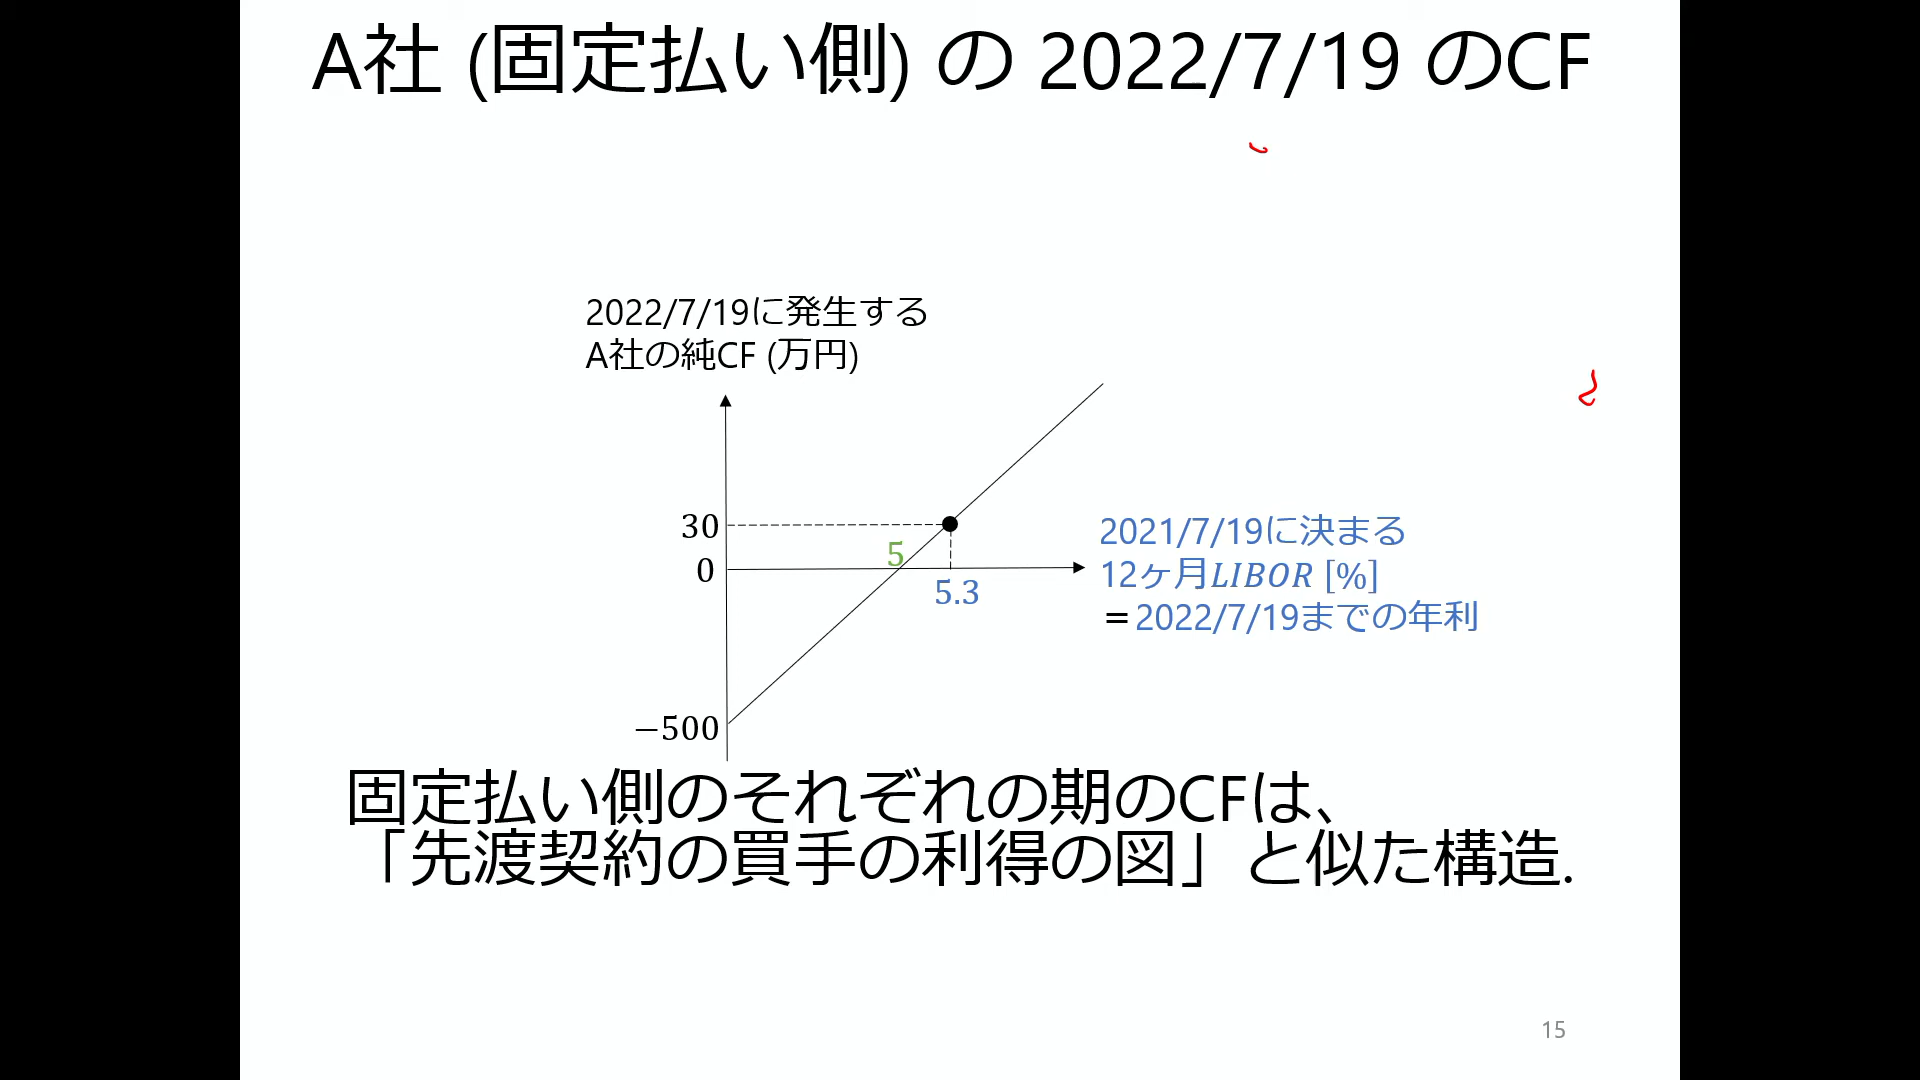 A社 (固定払い側) の 2022/7/19 のCF
2022/7/19に発生する
A社の純CF (万円)
30
0
5
5.3
−500
2021/7/19に決まる
12ヶ月LIBOR [%]
＝2022/7/19までの年利
固定払い側のそれぞれの期のCFは、
「先渡契約の買手の利得の図」と似た構造.
15